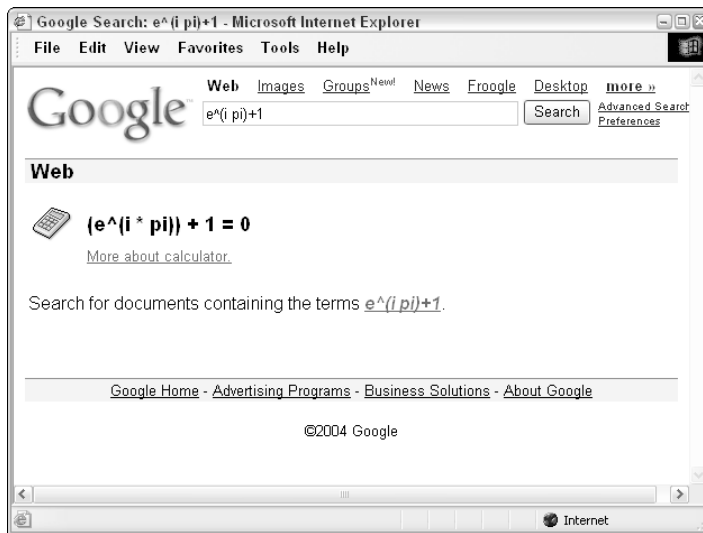 Google Search: e^(i pi)+1 - Microsoft Internet Explorer
File Edit View Favorites Tools Help
Google™
Web Images Groups New! News Froogle Desktop more »
e^(i pi)+1 Search Advanced Search
Preferences
Web
(e^(i * pi)) + 1 = 0
More about calculator.
Search for documents containing the terms e^(i pi)+1.
Google Home - Advertising Programs - Business Solutions - About Google
©2004 Google
Internet